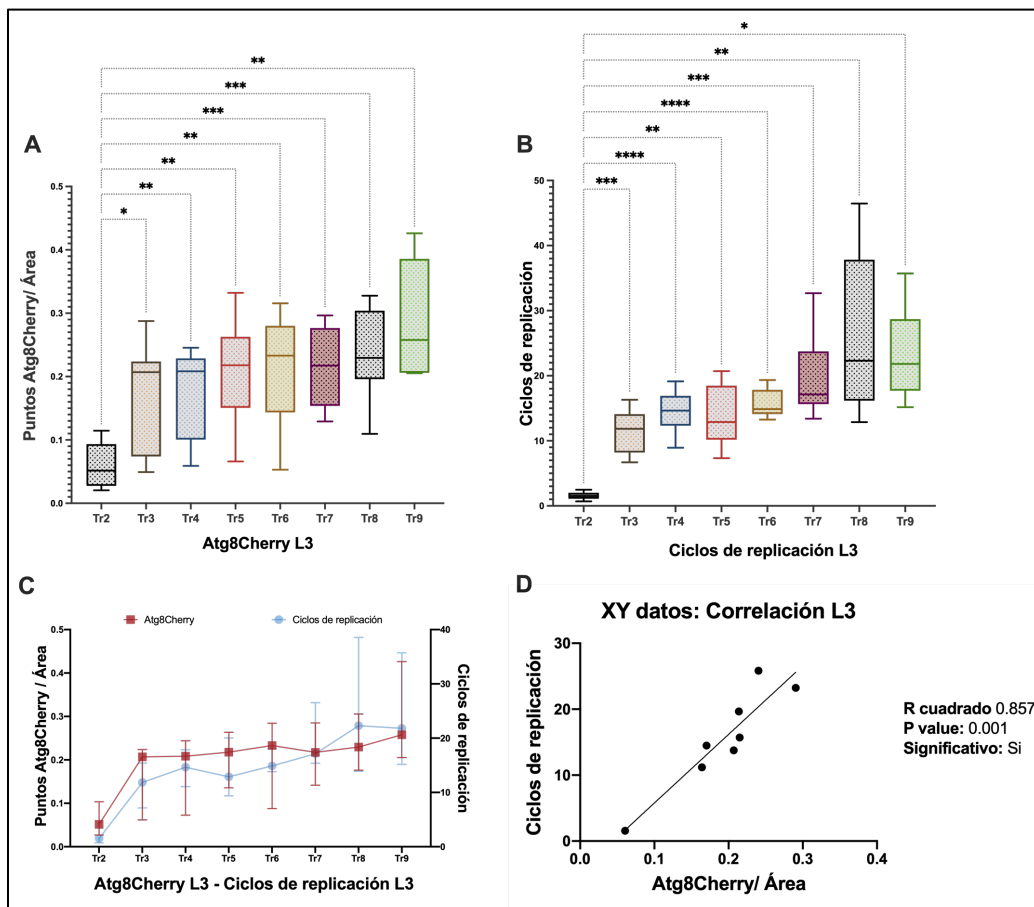 A
**
***
***
**
**
**
*
Puntos Atg8Cherry/ Área
0.5
0.4
0.3
0.2
0.1
0.0
Tr2 Tr3 Tr4 Tr5 Tr6 Tr7 Tr8 Tr9
Atg8Cherry L3
B
*
**
***
****
**
****
***
Ciclos de replicación
50
40
30
20
10
0
Tr2 Tr3 Tr4 Tr5 Tr6 Tr7 Tr8 Tr9
Ciclos de replicación L3
C
Atg8Cherry
Ciclos de replicación
Puntos Atg8Cherry / Área
0.5
0.4
0.3
0.2
0.1
0.0
40
30
20
10
0
Ciclos de replicación
Tr2 Tr3 Tr4 Tr5 Tr6 Tr7 Tr8 Tr9
Atg8Cherry L3 - Ciclos de replicación L3
D
XY datos: Correlación L3
Ciclos de replicación
30
20
10
0
0.0 0.1 0.2 0.3 0.4
Atg8Cherry/ Área
R cuadrado 0.857
P value: 0.001
Significativo: Si